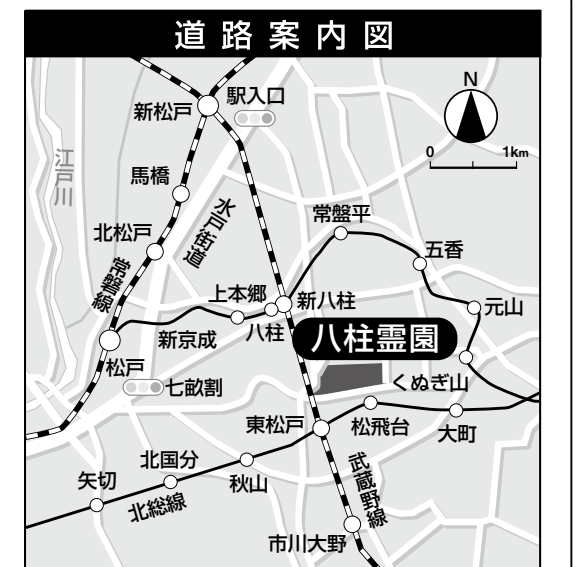 道路案内図
新松戸
駅入口
N
0 1km
江戸川
馬橋
水戸街道
北松戸
常磐線
常盤平
五香
上本郷
新八柱
元山
八柱
新京成
八柱霊園
松戸
七畝割
くぬぎ山
東松戸
松飛台
大町
武蔵野線
北国分
秋山
矢切
北総線
市川大野